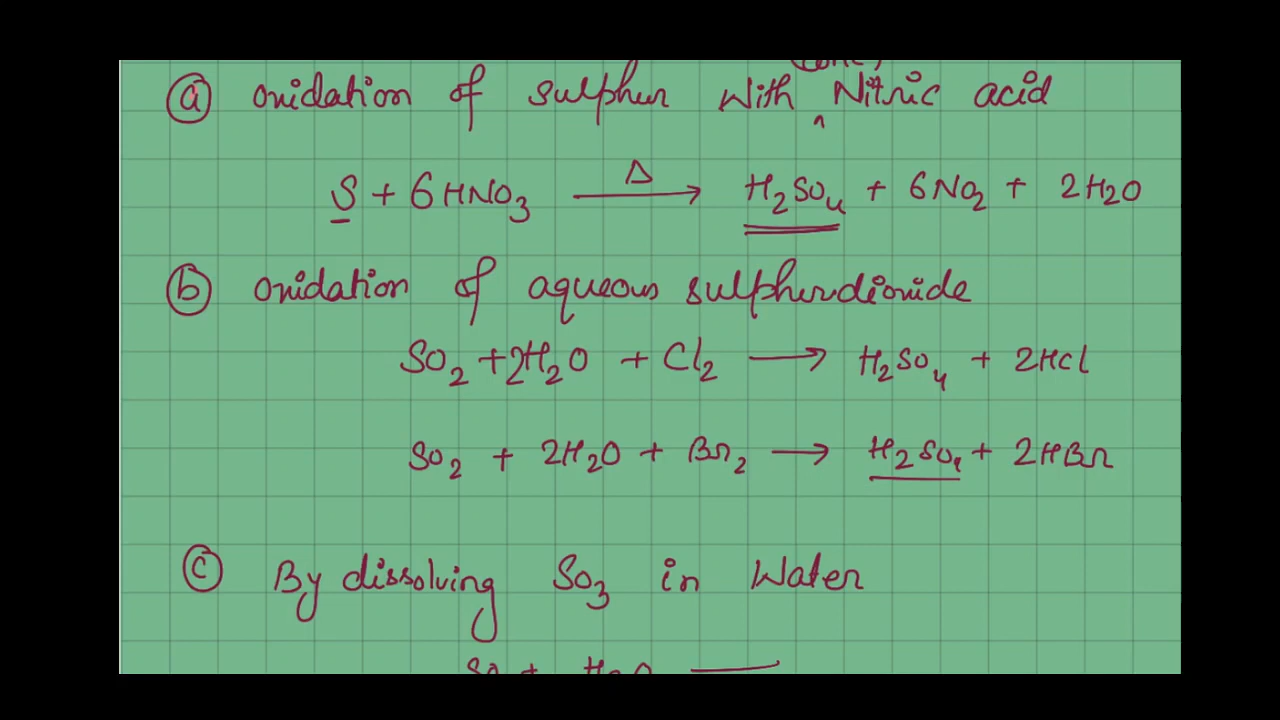 (conc)
ⓐ oxidation of sulphur with ^ Nitric acid
S + 6HNO₃ —Δ→ H₂SO₄ + 6NO₂ + 2H₂O
ⓑ oxidation of aqueous sulphurdioxide
SO₂ + 2H₂O + Cl₂ → H₂SO₄ + 2HCl
SO₂ + 2H₂O + Br₂ → H₂SO₄ + 2HBr
ⓒ By dissolving SO₃ in Water